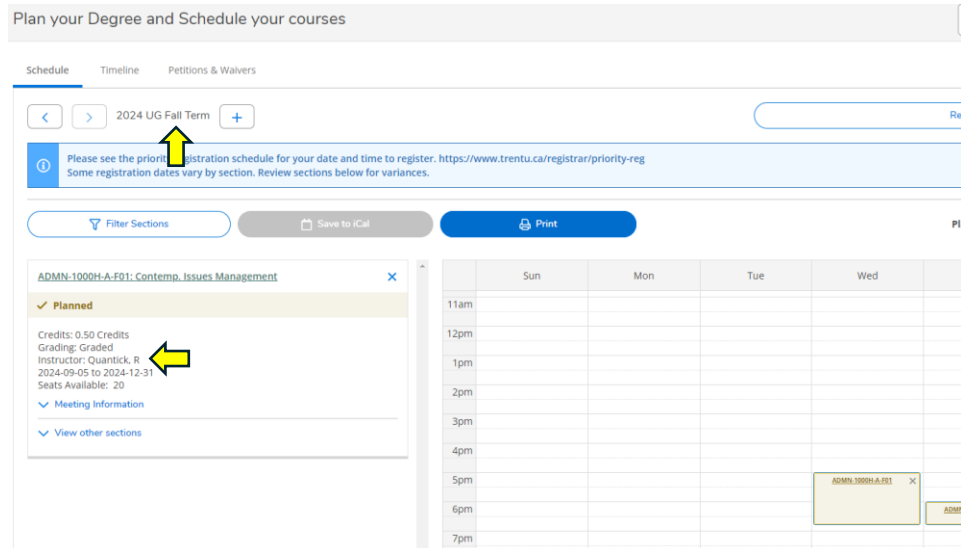 Plan your Degree and Schedule your courses
Schedule Timeline Petitions & Waivers
2024 UG Fall Term
Please see the priority registration schedule for your date and time to register. https://www.trentu.ca/registrar/priority-reg
Some registration dates vary by section. Review sections below for variances.
Filter Sections Save to iCal Print
ADMN-1000H-A-F01: Contemp. Issues Management
Planned
Credits: 0.50 Credits
Grading: Graded
Instructor: Quantick, R
2024-09-05 to 2024-12-31
Seats Available: 20
Meeting Information
View other sections
Sun Mon Tue Wed
11am
12pm
1pm
2pm
3pm
4pm
5pm
ADMN-1000H-A-F01
6pm
7pm